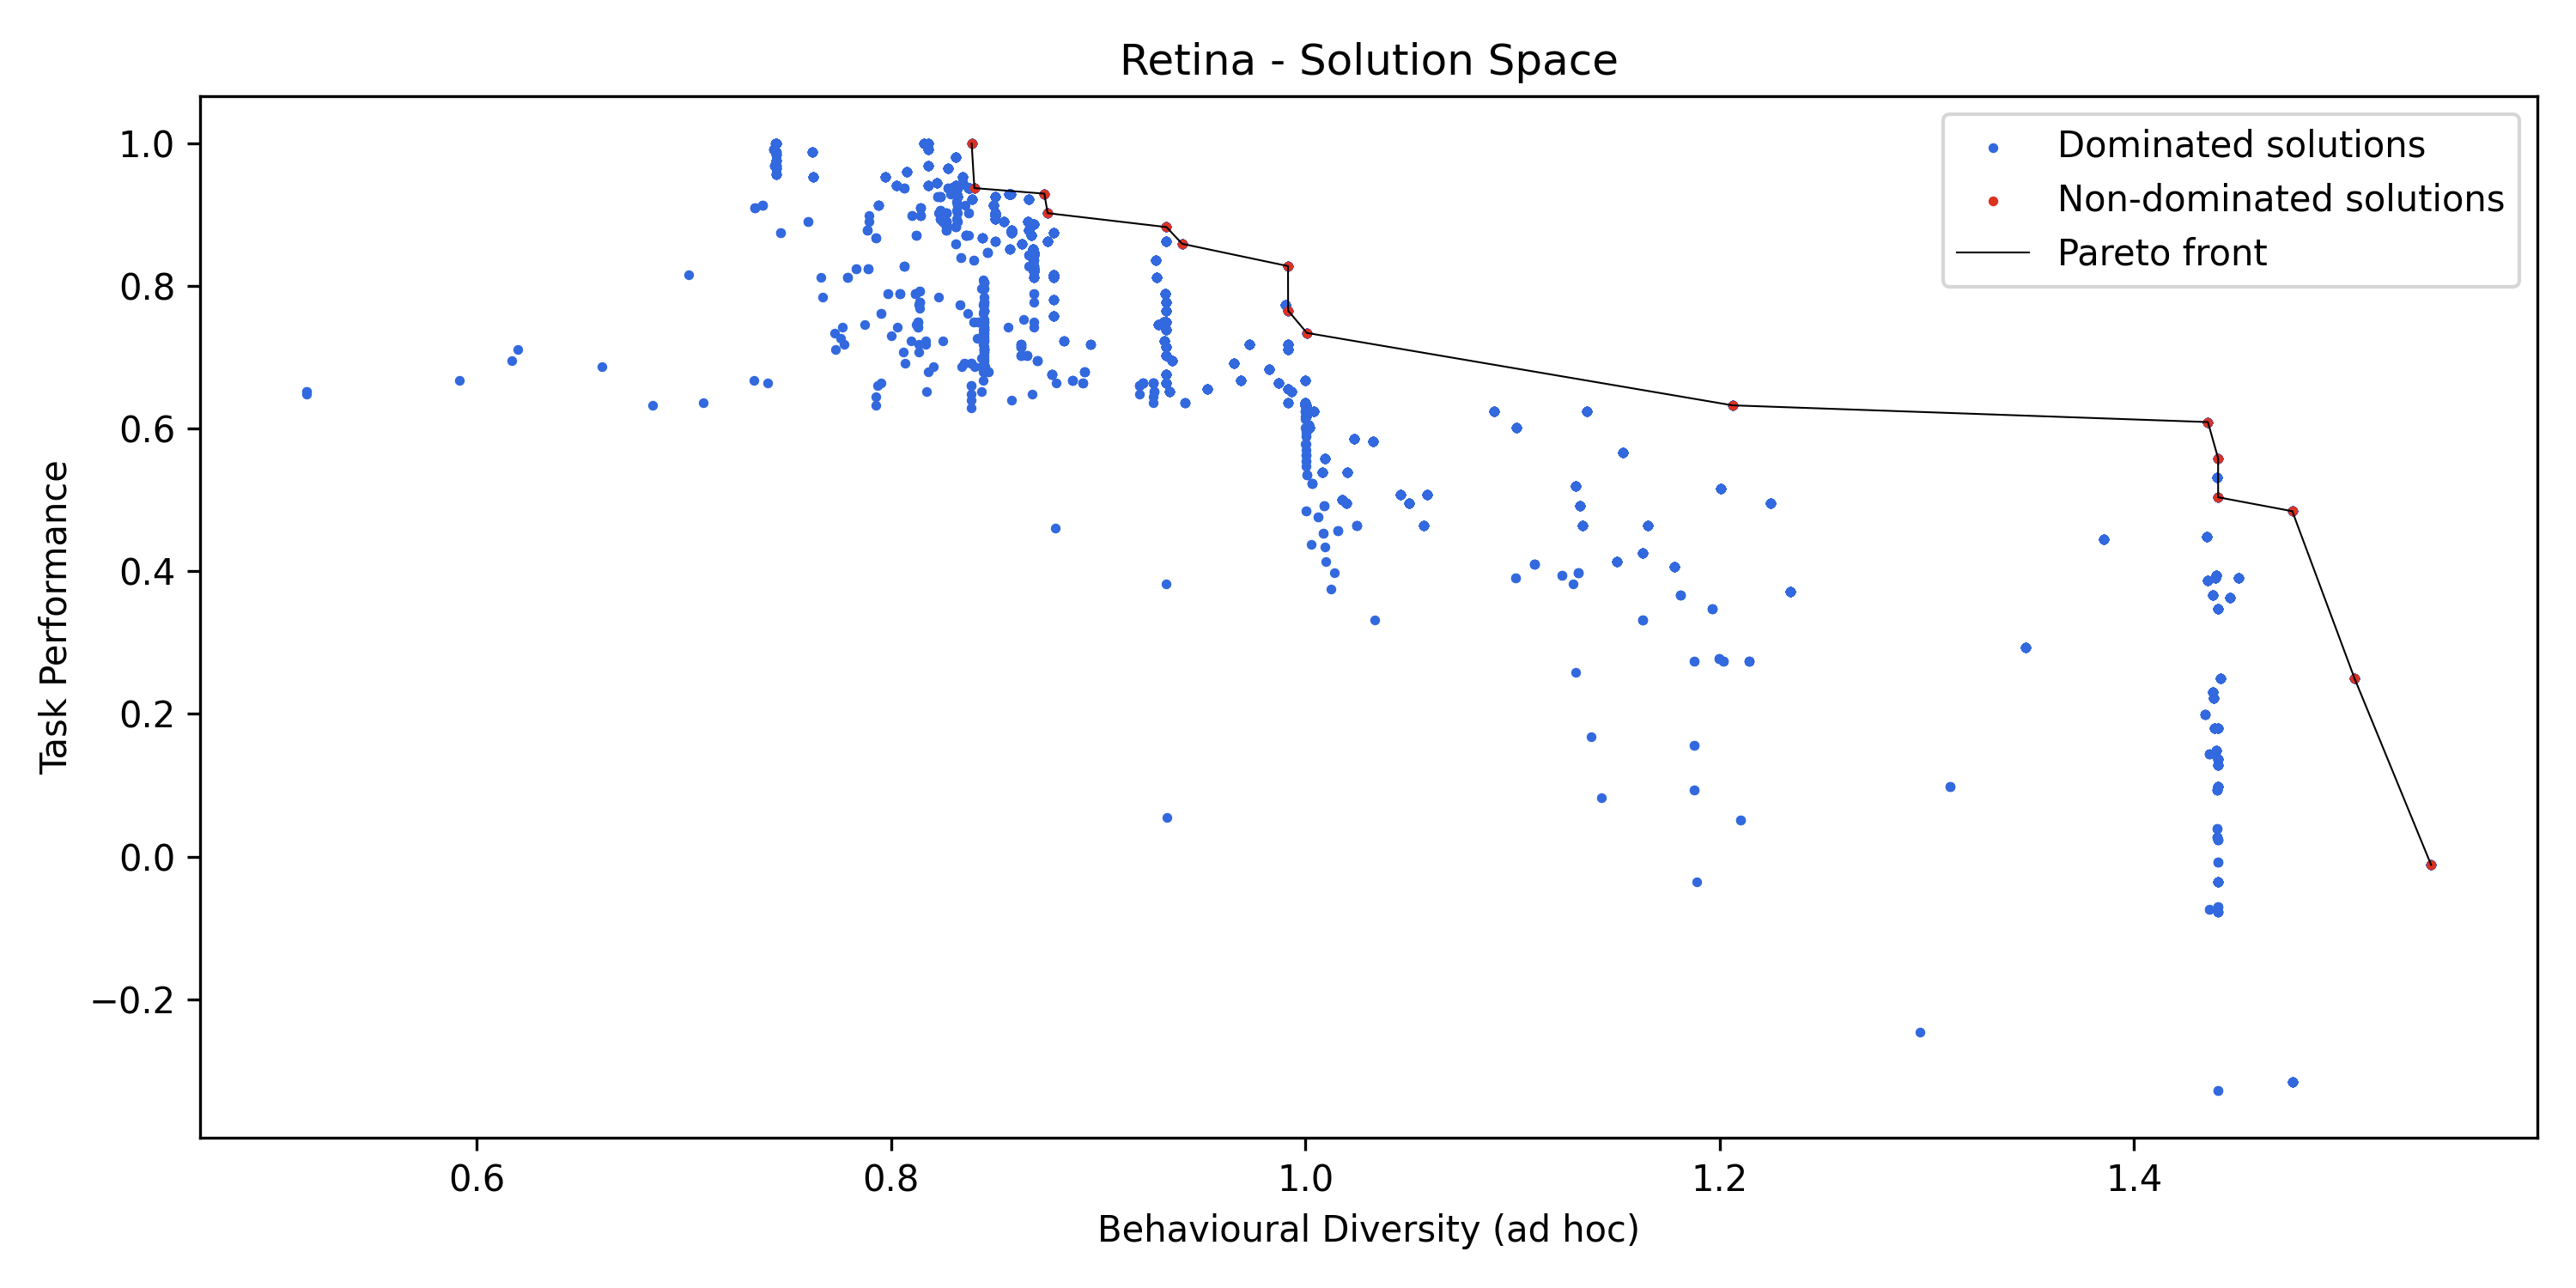 Retina - Solution Space
Dominated solutions
Non-dominated solutions
Pareto front
1.0
0.8
0.6
0.4
0.2
0.0
−0.2
Task Performance
0.6
0.8
1.0
1.2
1.4
Behavioural Diversity (ad hoc)